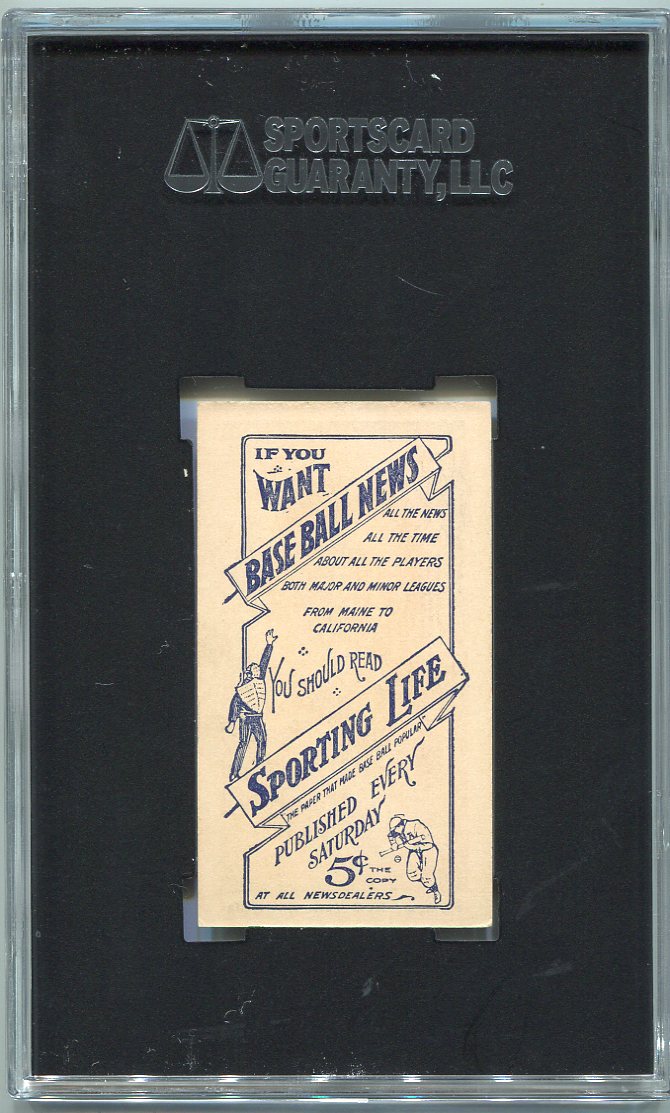 SPORTSCARD
GUARANTY, LLC
IF YOU
WANT
BASE BALL NEWS
ALL THE NEWS
ALL THE TIME
ABOUT ALL THE PLAYERS
BOTH MAJOR AND MINOR LEAGUES
FROM MAINE TO
CALIFORNIA
YOU SHOULD READ
SPORTING LIFE
THE PAPER THAT MADE BASE BALL POPULAR
PUBLISHED EVERY
SATURDAY
5¢ THE
COPY
AT ALL NEWSDEALERS